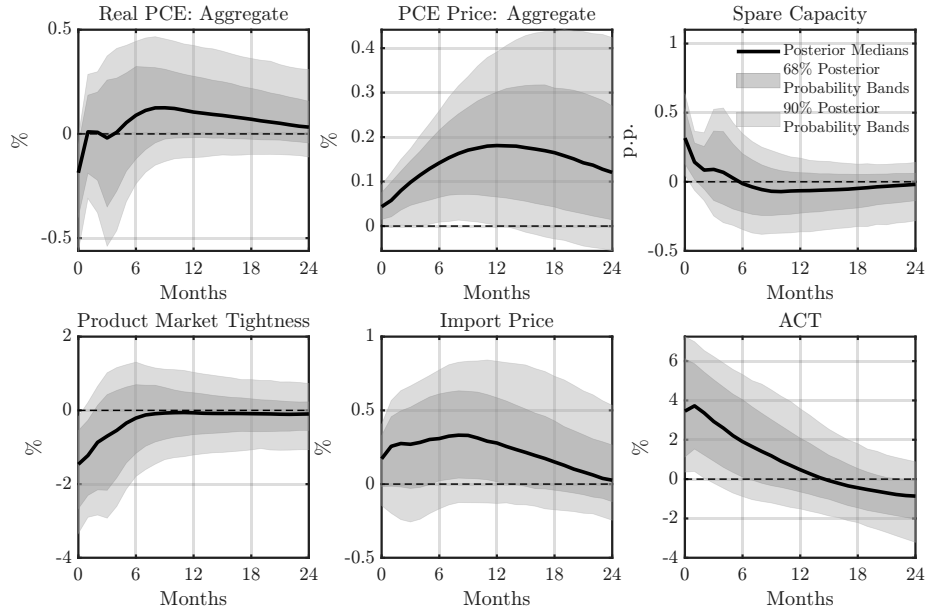 Real PCE: Aggregate
0.5
0
-0.5
%
0 6 12 18 24
Months
PCE Price: Aggregate
0.4
0.3
0.2
0.1
0
%
0 6 12 18 24
Months
Spare Capacity
1
0.5
0
-0.5
p.p.
Posterior Medians
68% Posterior
Probability Bands
90% Posterior
Probability Bands
0 6 12 18 24
Months
Product Market Tightness
2
0
-2
-4
%
0 6 12 18 24
Months
Import Price
1
0.5
0
-0.5
%
0 6 12 18 24
Months
ACT
6
4
2
0
-2
-4
%
0 6 12 18 24
Months